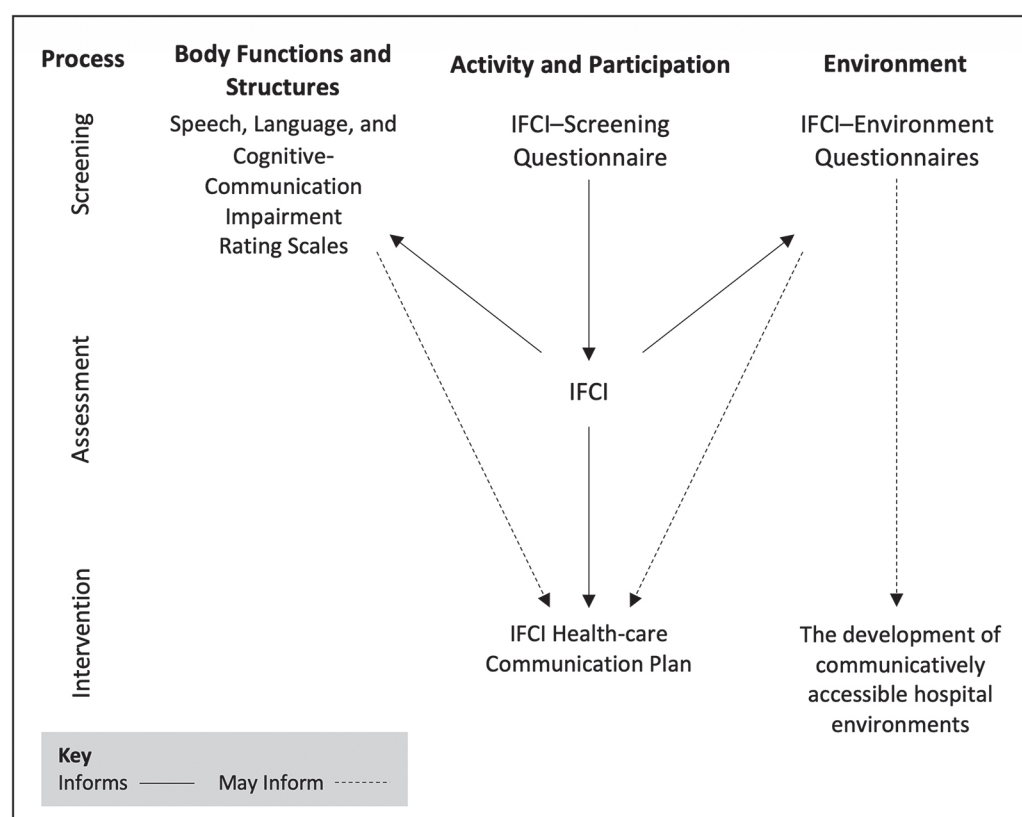 Process
Body Functions and
Structures
Activity and Participation
Environment
Screening
Speech, Language, and
Cognitive-
Communication
Impairment
Rating Scales
IFCI–Screening
Questionnaire
IFCI–Environment
Questionnaires
Assessment
IFCI
Intervention
IFCI Health-care
Communication Plan
The development of
communicatively
accessible hospital
environments
Key
Informs
May Inform